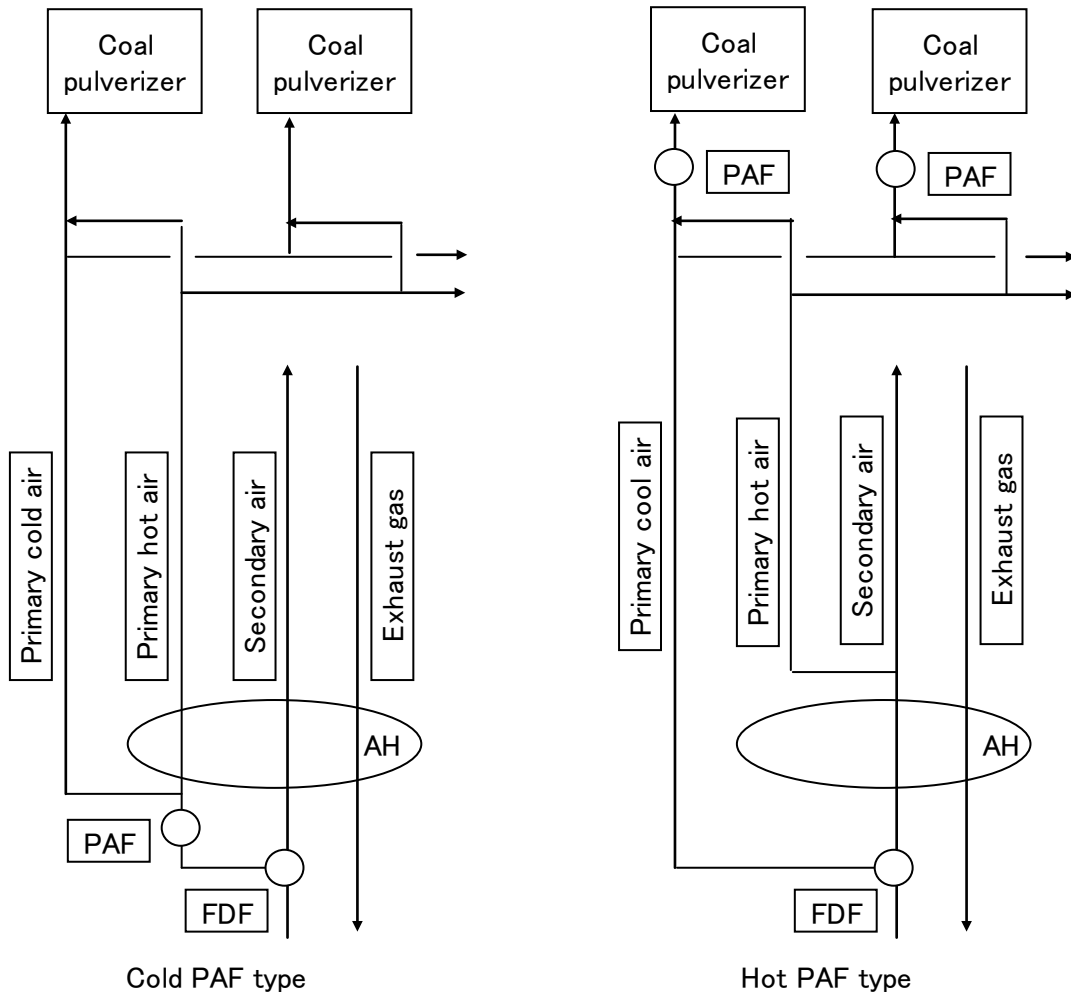 Coal
pulverizer
Coal
pulverizer
PAF
FDF
AH
Primary cold air
Primary hot air
Secondary air
Exhaust gas
Cold PAF type
Coal
pulverizer
Coal
pulverizer
PAF
PAF
Primary cool air
Primary hot air
Secondary air
Exhaust gas
AH
FDF
Hot PAF type